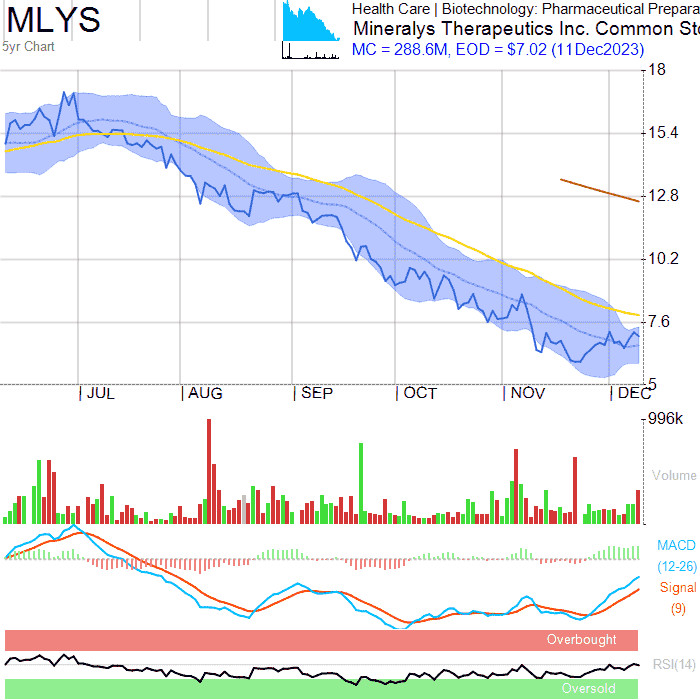 MLYS
5yr Chart
Health Care | Biotechnology: Pharmaceutical Prepara
Mineralys Therapeutics Inc. Common Sto
MC = 288.6M, EOD = $7.02 (11Dec2023)
18
15.4
12.8
10.2
7.6
5
JUL
AUG
SEP
OCT
NOV
DEC
996k
Volume
MACD
(12-26)
Signal
(9)
Overbought
RSI(14)
Oversold